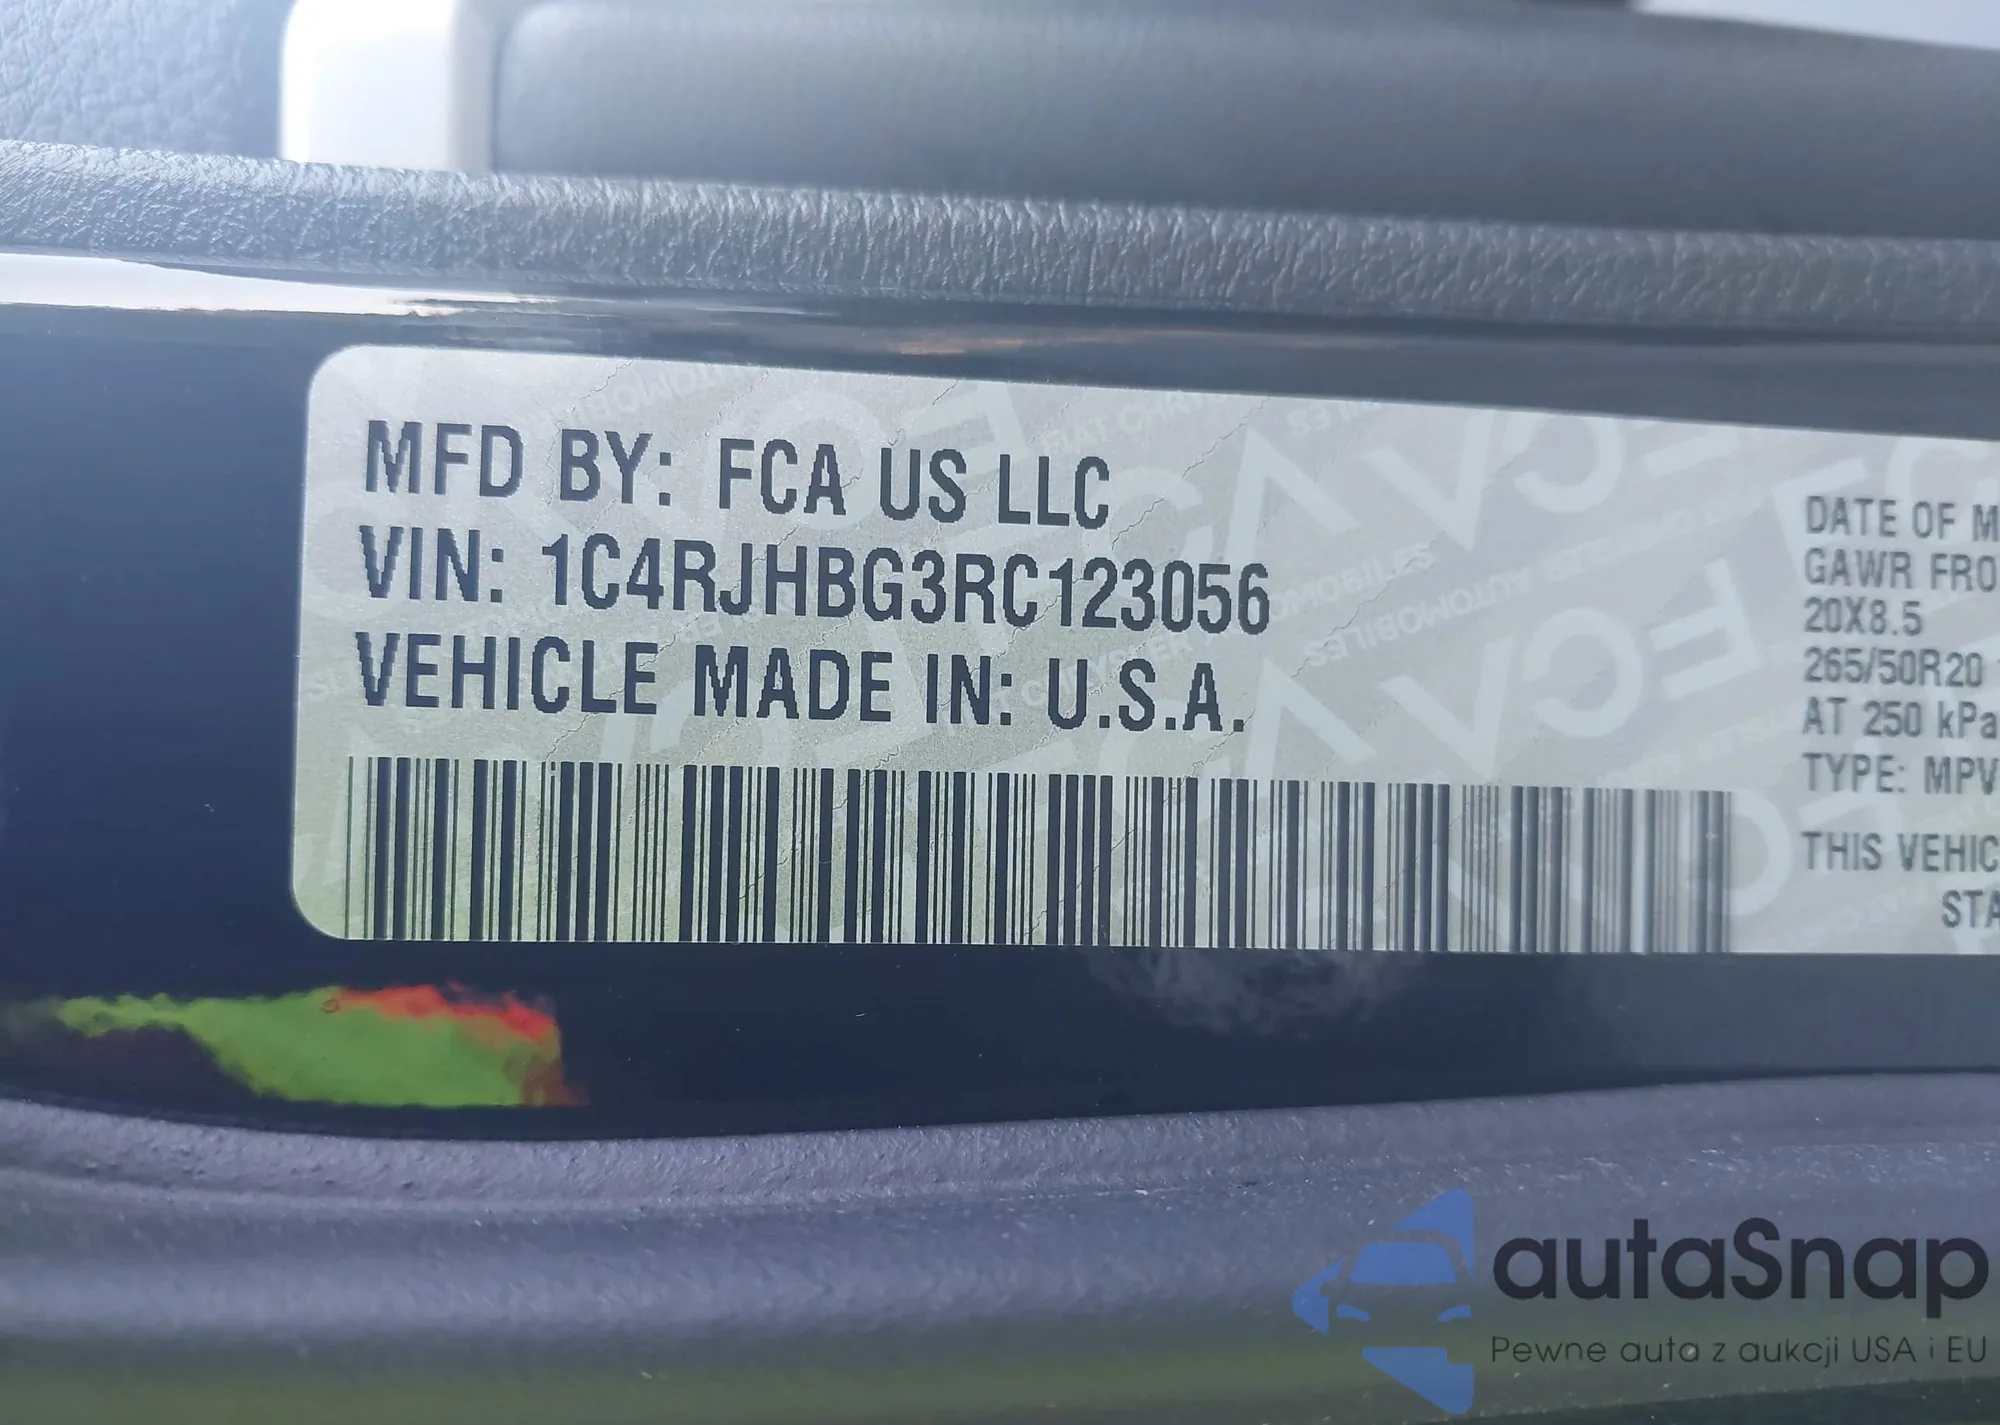 MFD BY: FCA US LLC
VIN: 1C4RJHBG3RC123056
VEHICLE MADE IN: U.S.A.
DATE OF M
GAWR FRO
20X8.5
265/50R20
AT 250 kPa
TYPE: MPV
THIS VEHIC
STA
autaSnap
Pewne auta z aukcji USA i EU